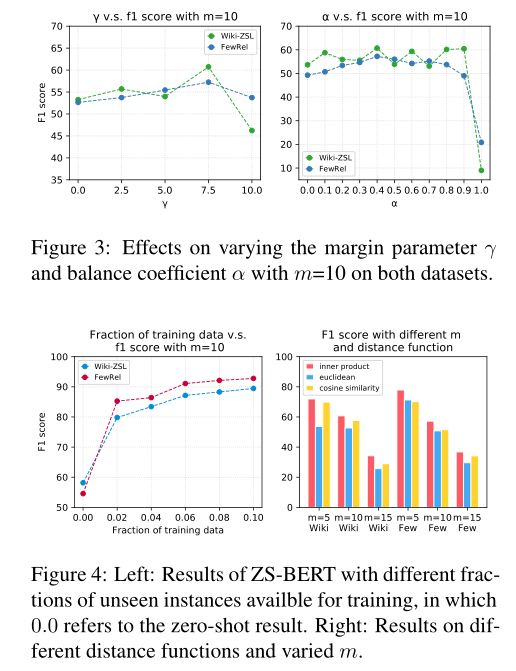 γ v.s. f1 score with m=10
F1 score
70
65
60
55
50
45
40
35
Wiki-ZSL
FewRel
0.0 2.5 5.0 7.5 10.0
γ
α v.s. f1 score with m=10
70
60
50
40
30
20
10
Wiki-ZSL
FewRel
0.0 0.1 0.2 0.3 0.4 0.5 0.6 0.7 0.8 0.9 1.0
α
Figure 3: Effects on varying the margin parameter γ
and balance coefficient α with m=10 on both datasets.
Fraction of training data v.s.
f1 score with m=10
F1 score
100
90
80
70
60
50
Wiki-ZSL
FewRel
0.00 0.02 0.04 0.06 0.08 0.10
Fraction of training data
F1 score with different m
and distance function
100
80
60
40
20
0
inner product
euclidean
cosine similarity
m=5 m=10 m=15 m=5 m=10 m=15
Wiki Wiki Wiki Few Few Few
Figure 4: Left: Results of ZS-BERT with different frac-
tions of unseen instances availble for training, in which
0.0 refers to the zero-shot result. Right: Results on dif-
ferent distance functions and varied m.